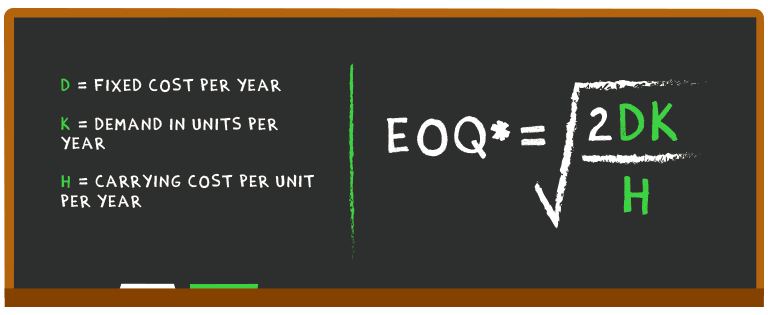 D = FIXED COST PER YEAR
K = DEMAND IN UNITS PER
YEAR
H = CARRYING COST PER UNIT
PER YEAR
EOQ* = √
2DK
H